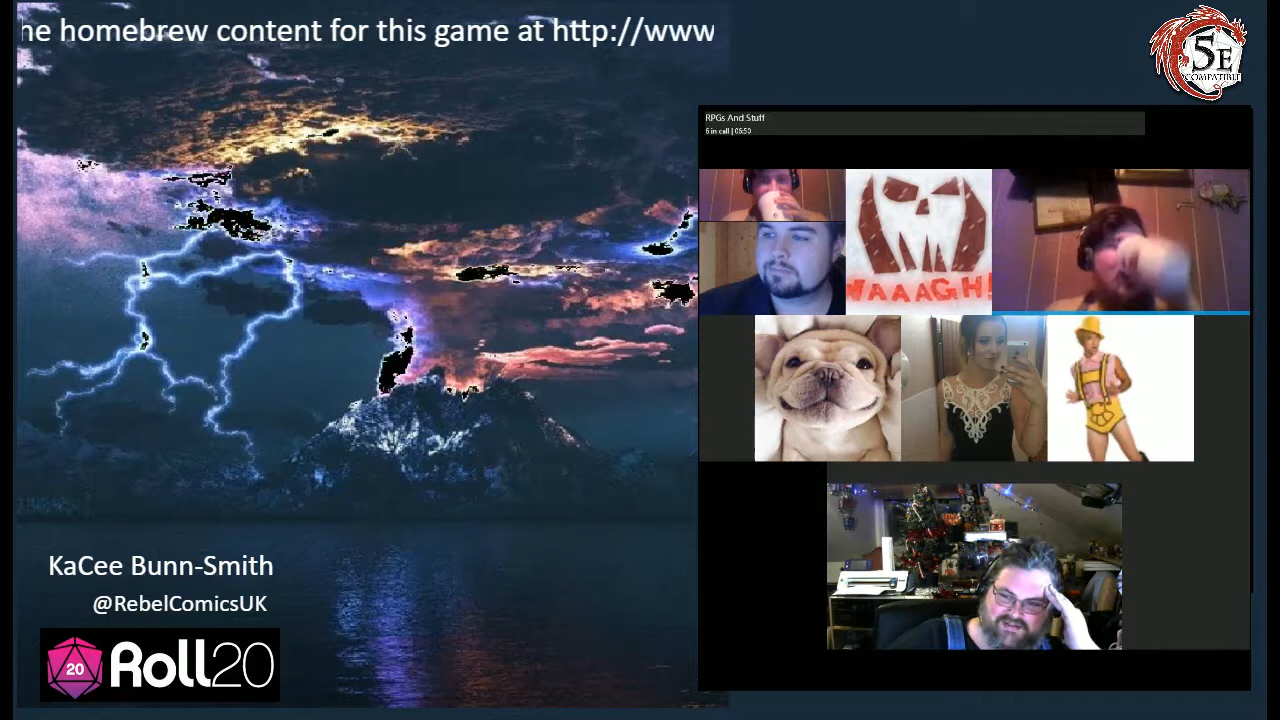 he homebrew content for this game at http://www
5E
COMPATIBLE
RPGs And Stuff
6 in call | 05:50
WAAAGH!
KaCee Bunn-Smith
@RebelComicsUK
20 Roll20